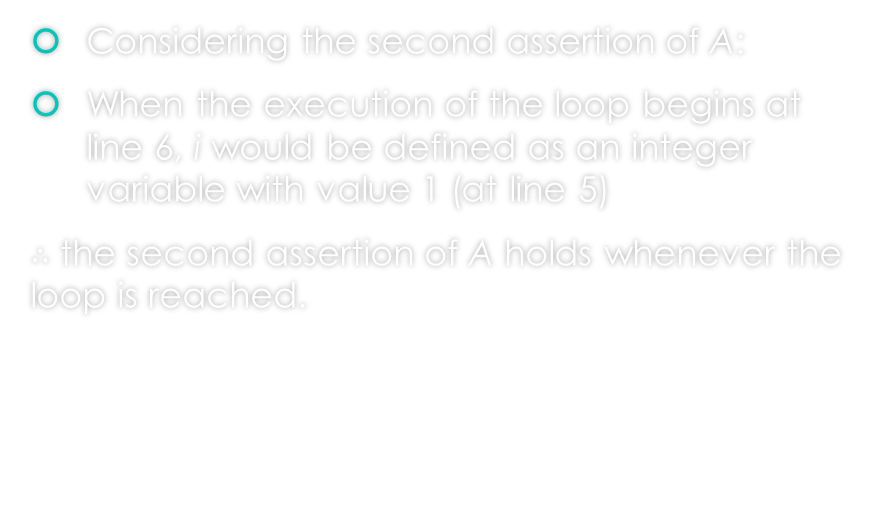 Considering the second assertion of A:
When the execution of the loop begins at
line 6, i would be defined as an integer
variable with value 1 (at line 5)
∴ the second assertion of A holds whenever the
loop is reached.